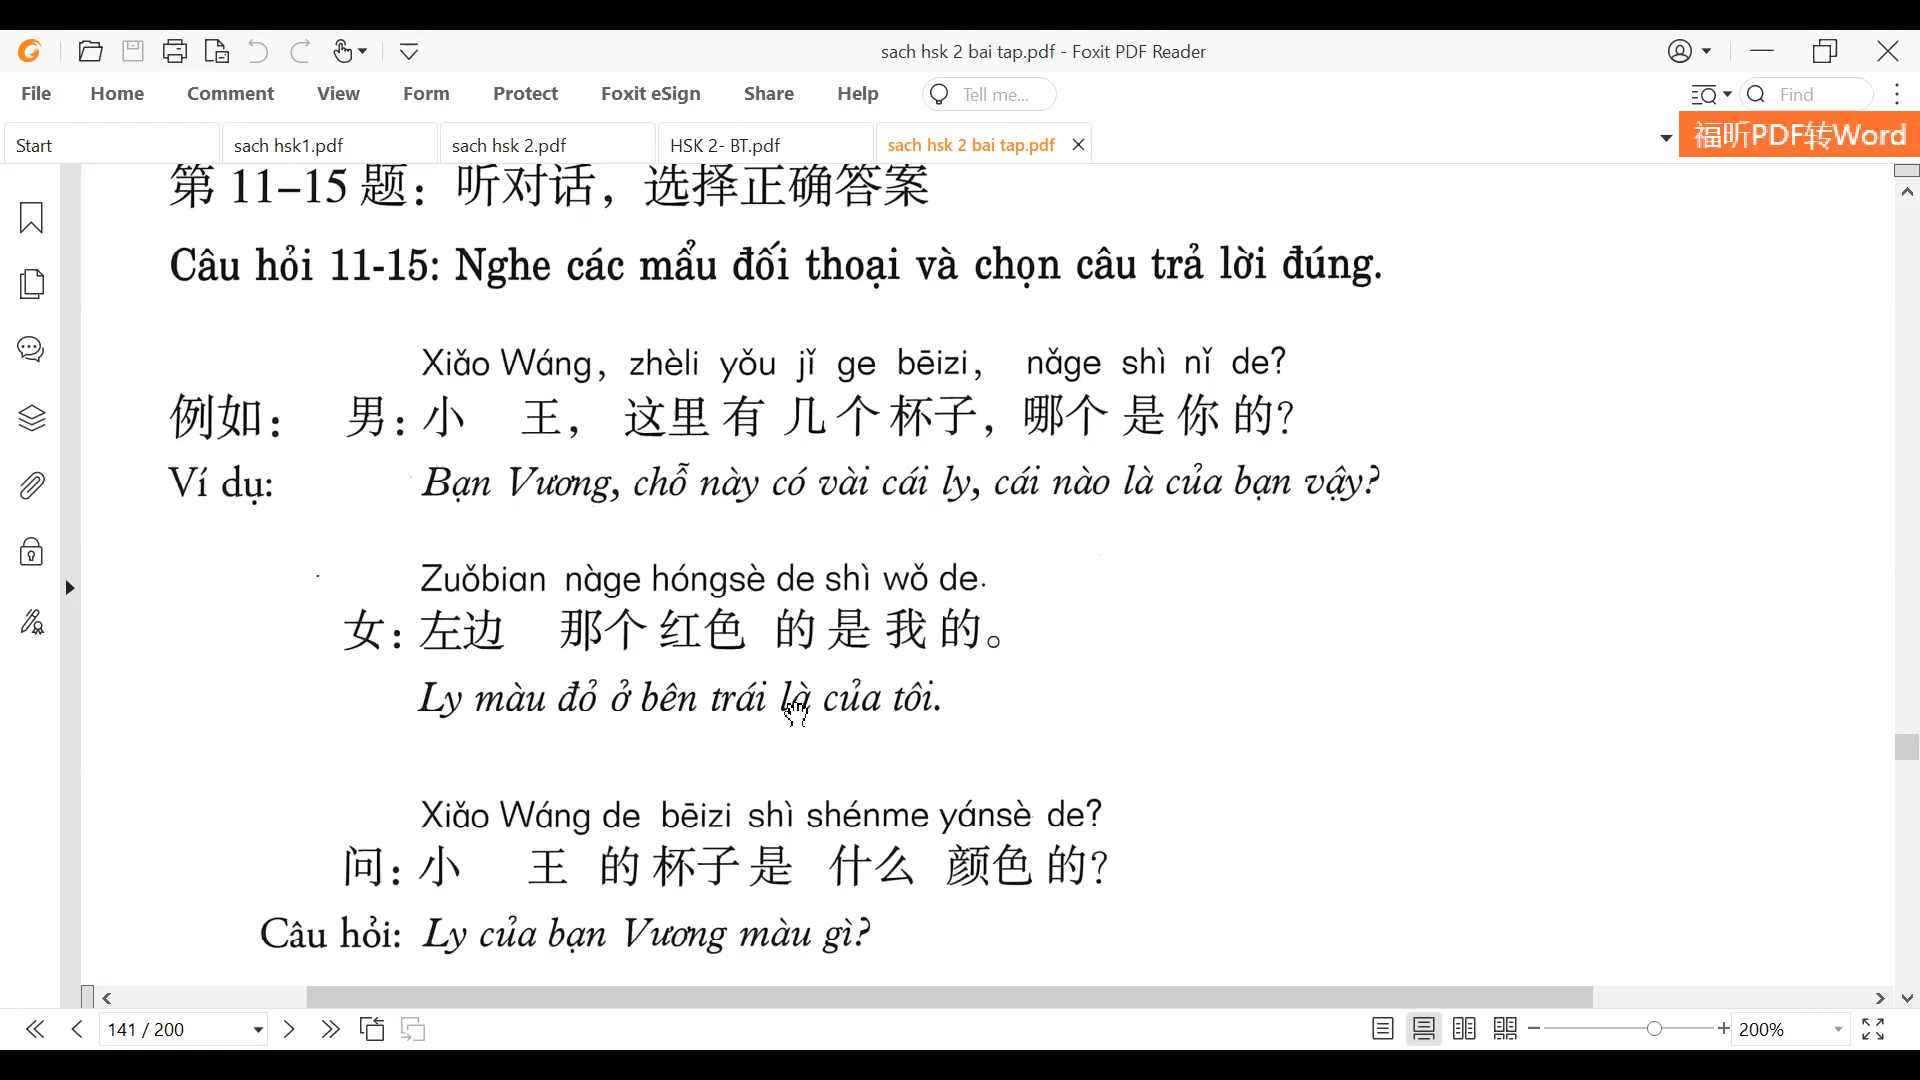 sach hsk 2 bai tap.pdf - Foxit PDF Reader
File Home Comment View Form Protect Foxit eSign Share Help Tell me... Find
Start sach hsk1.pdf sach hsk 2.pdf HSK 2- BT.pdf sach hsk 2 bai tap.pdf 福昕PDF转Word
第 11–15 题：听对话，选择正确答案
Câu hỏi 11-15: Nghe các mẩu đối thoại và chọn câu trả lời đúng.
Xiǎo Wáng, zhèli yǒu jǐ ge bēizi, nǎge shì nǐ de?
例如： 男：小 王，这里有几个杯子，哪个是你的？
Ví dụ: Bạn Vương, chỗ này có vài cái ly, cái nào là của bạn vậy?
Zuǒbian nàge hóngsè de shì wǒ de.
女：左边 那个红色 的是我的。
Ly màu đỏ ở bên trái là của tôi.
Xiǎo Wáng de bēizi shì shénme yánsè de?
问：小 王 的杯子是 什么 颜色的？
Câu hỏi: Ly của bạn Vương màu gì?
141 / 200 200%